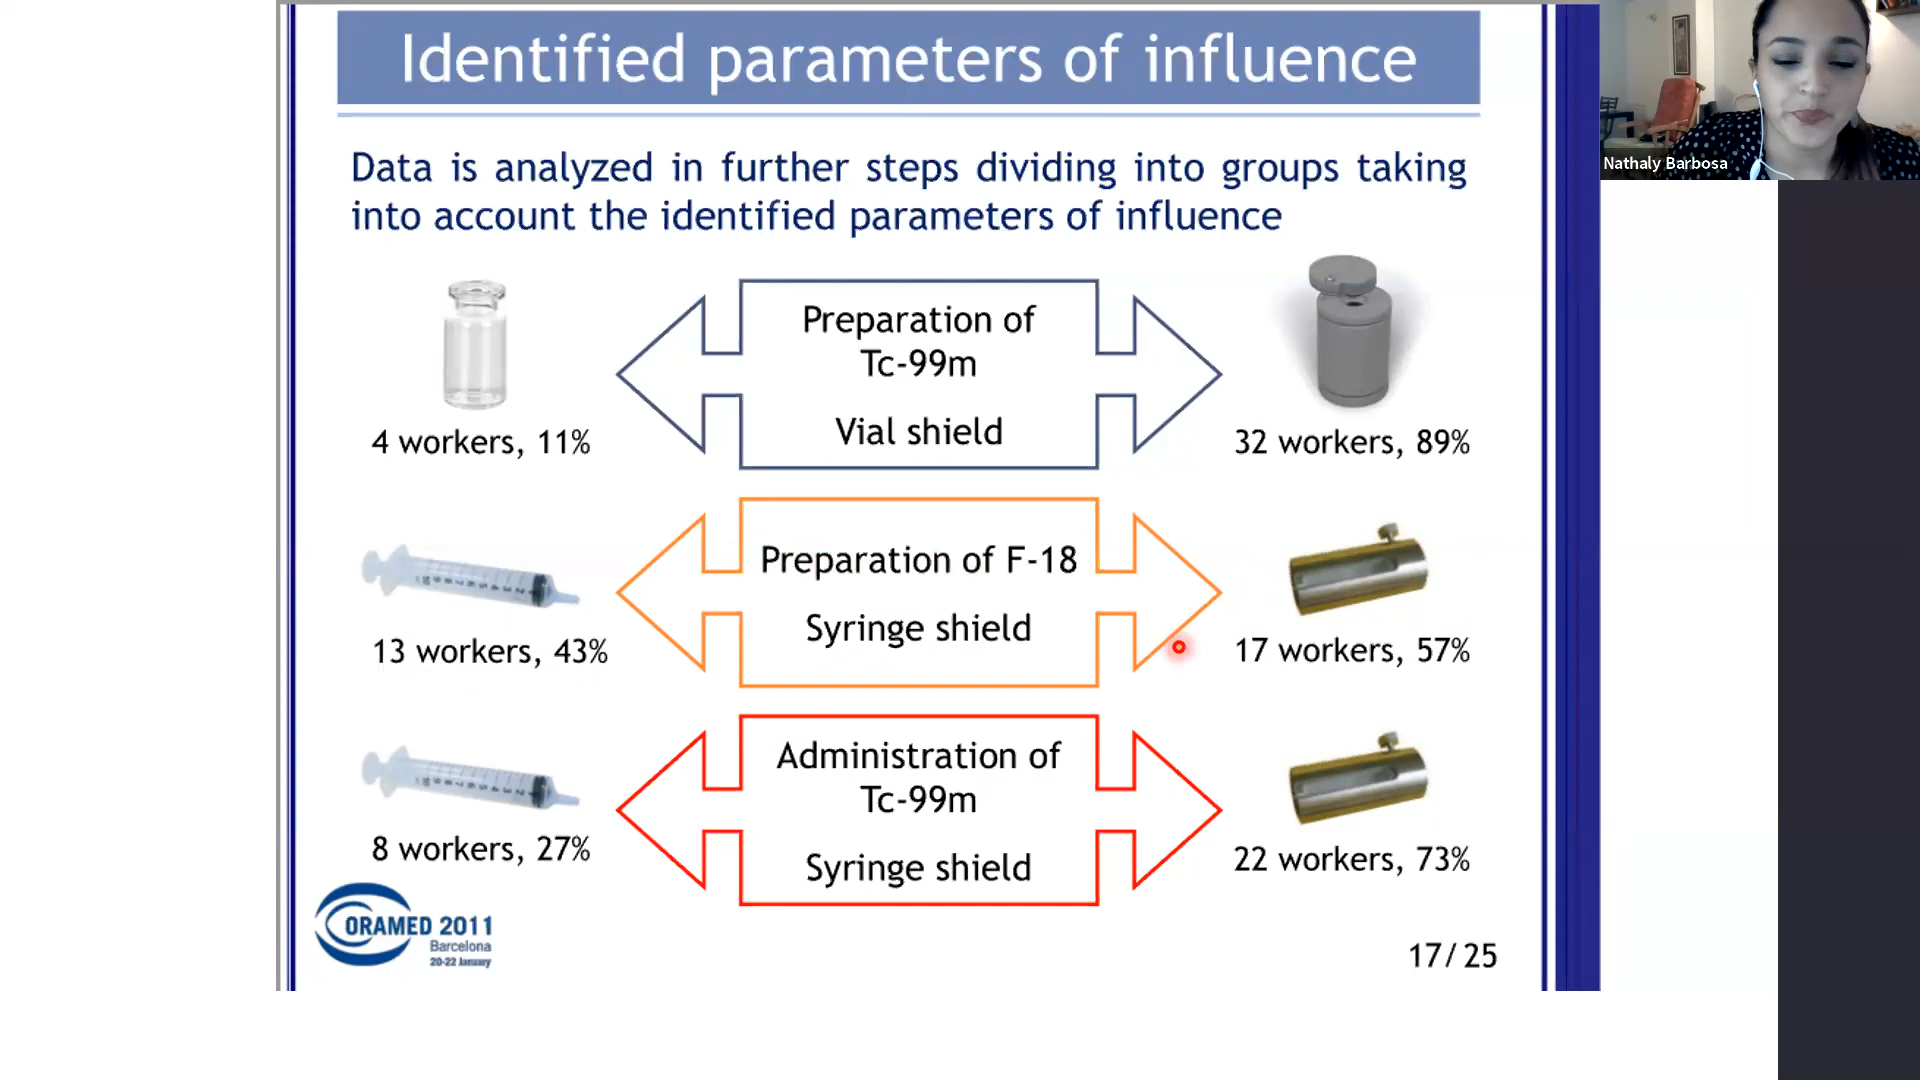 Identified parameters of influence
Nathaly Barbosa
Data is analyzed in further steps dividing into groups taking
into account the identified parameters of influence
Preparation of
Tc-99m
Vial shield
4 workers, 11%
32 workers, 89%
Preparation of F-18
Syringe shield
13 workers, 43%
17 workers, 57%
Administration of
Tc-99m
Syringe shield
8 workers, 27%
22 workers, 73%
ORAMED 2011
Barcelona
20-22 January
17/25